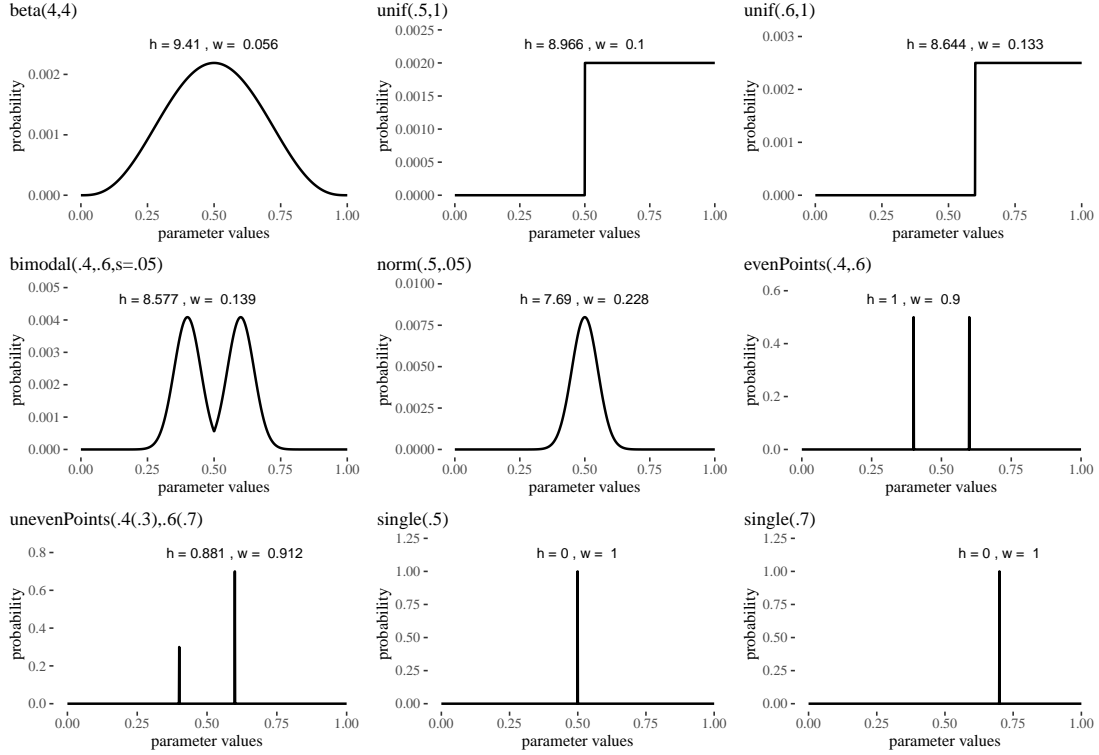 beta(4,4)
h = 9.41 , w = 0.056
probability
0.002
0.001
0.000
0.00 0.25 0.50 0.75 1.00
parameter values
unif(.5,1)
h = 8.966 , w = 0.1
probability
0.0025
0.0020
0.0015
0.0010
0.0005
0.0000
0.00 0.25 0.50 0.75 1.00
parameter values
unif(.6,1)
h = 8.644 , w = 0.133
probability
0.003
0.002
0.001
0.000
0.00 0.25 0.50 0.75 1.00
parameter values
bimodal(.4,.6,s=.05)
h = 8.577 , w = 0.139
probability
0.005
0.004
0.003
0.002
0.001
0.000
0.00 0.25 0.50 0.75 1.00
parameter values
norm(.5,.05)
h = 7.69 , w = 0.228
probability
0.0100
0.0075
0.0050
0.0025
0.0000
0.00 0.25 0.50 0.75 1.00
parameter values
evenPoints(.4,.6)
h = 1 , w = 0.9
probability
0.6
0.4
0.2
0.0
0.00 0.25 0.50 0.75 1.00
parameter values
unevenPoints(.4(.3),.6(.7)
h = 0.881 , w = 0.912
probability
0.8
0.6
0.4
0.2
0.0
0.00 0.25 0.50 0.75 1.00
parameter values
single(.5)
h = 0 , w = 1
probability
1.25
1.00
0.75
0.50
0.25
0.00
0.00 0.25 0.50 0.75 1.00
parameter values
single(.7)
h = 0 , w = 1
probability
1.25
1.00
0.75
0.50
0.25
0.00
0.00 0.25 0.50 0.75 1.00
parameter values